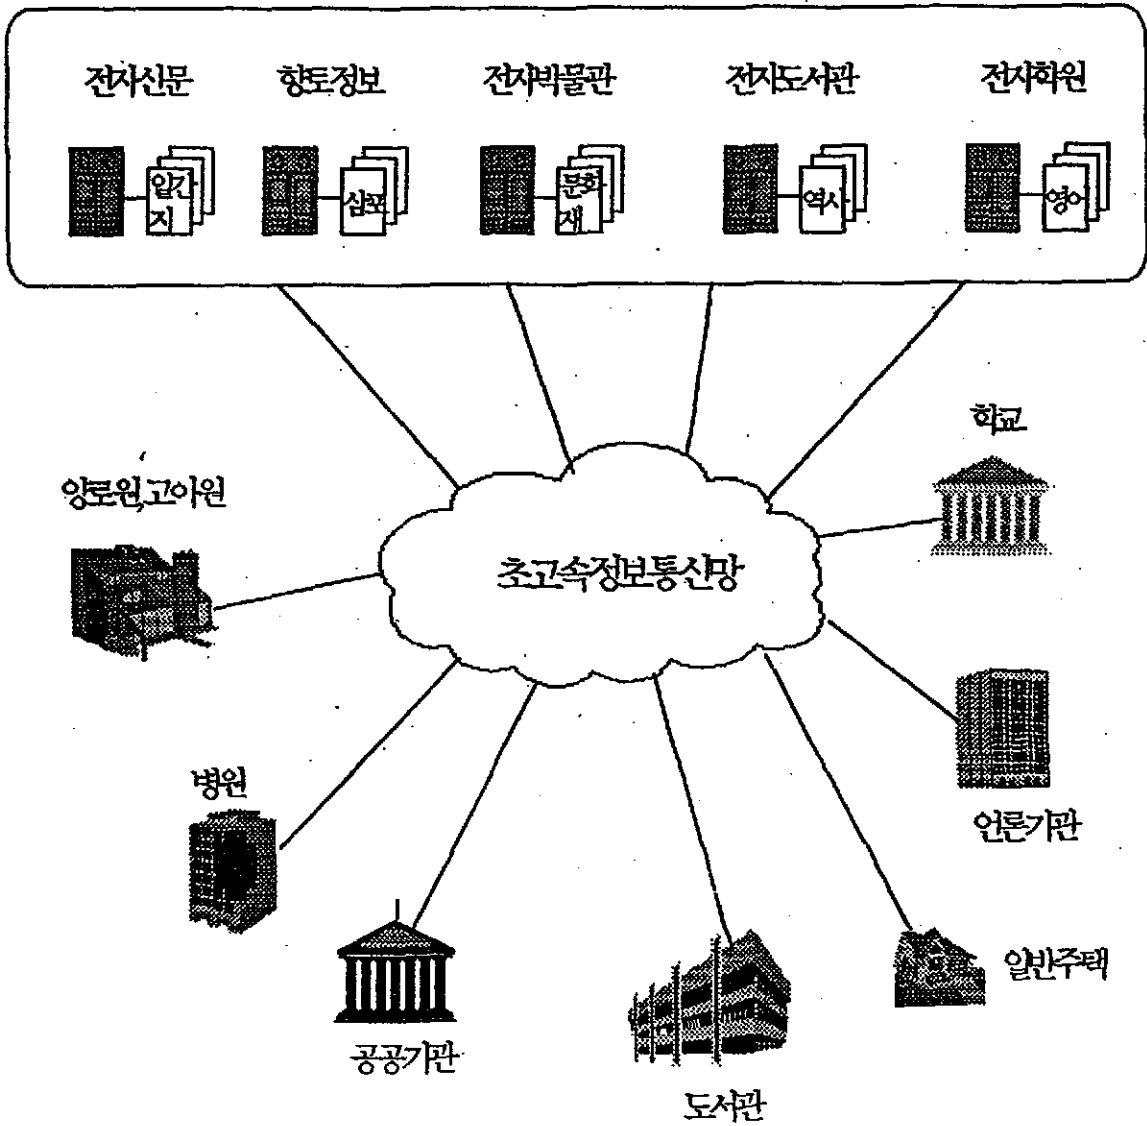 전자신문 향토정보 전자박물관 전자도서관 전자학원
일간 문화
지 심포 재 역사 영어
학교
양로원,고아원
초고속정보통신망
병원
언론기관
일반주택
공공기관
도서관